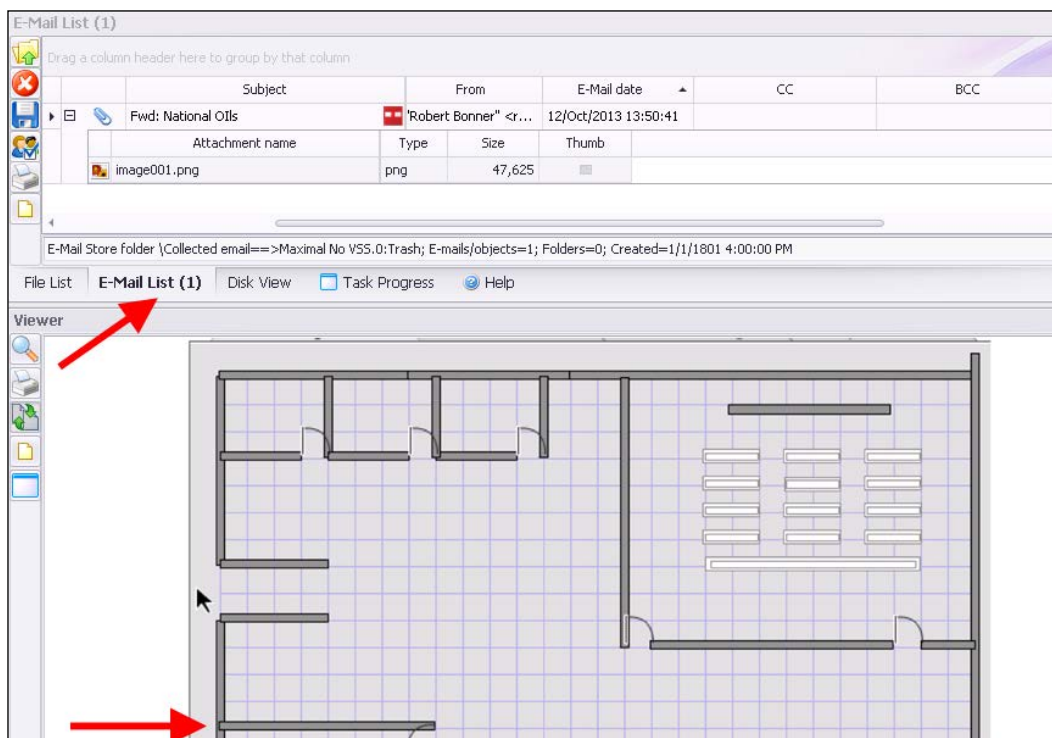 E-Mail List (1)
Drag a column header here to group by that column
Subject From E-Mail date CC BCC
Fwd: National OIls "Robert Bonner" <r... 12/Oct/2013 13:50:41
Attachment name Type Size Thumb
image001.png png 47,625
E-Mail Store folder \Collected email==>Maximal No VSS.0:Trash; E-mails/objects=1; Folders=0; Created=1/1/1801 4:00:00 PM
File List E-Mail List (1) Disk View Task Progress Help
Viewer